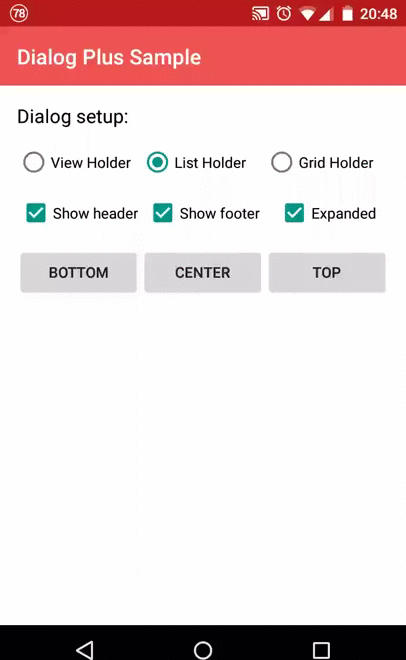 78 20:48
Dialog Plus Sample
Dialog setup:
View Holder List Holder Grid Holder
Show header Show footer Expanded
BOTTOM CENTER TOP